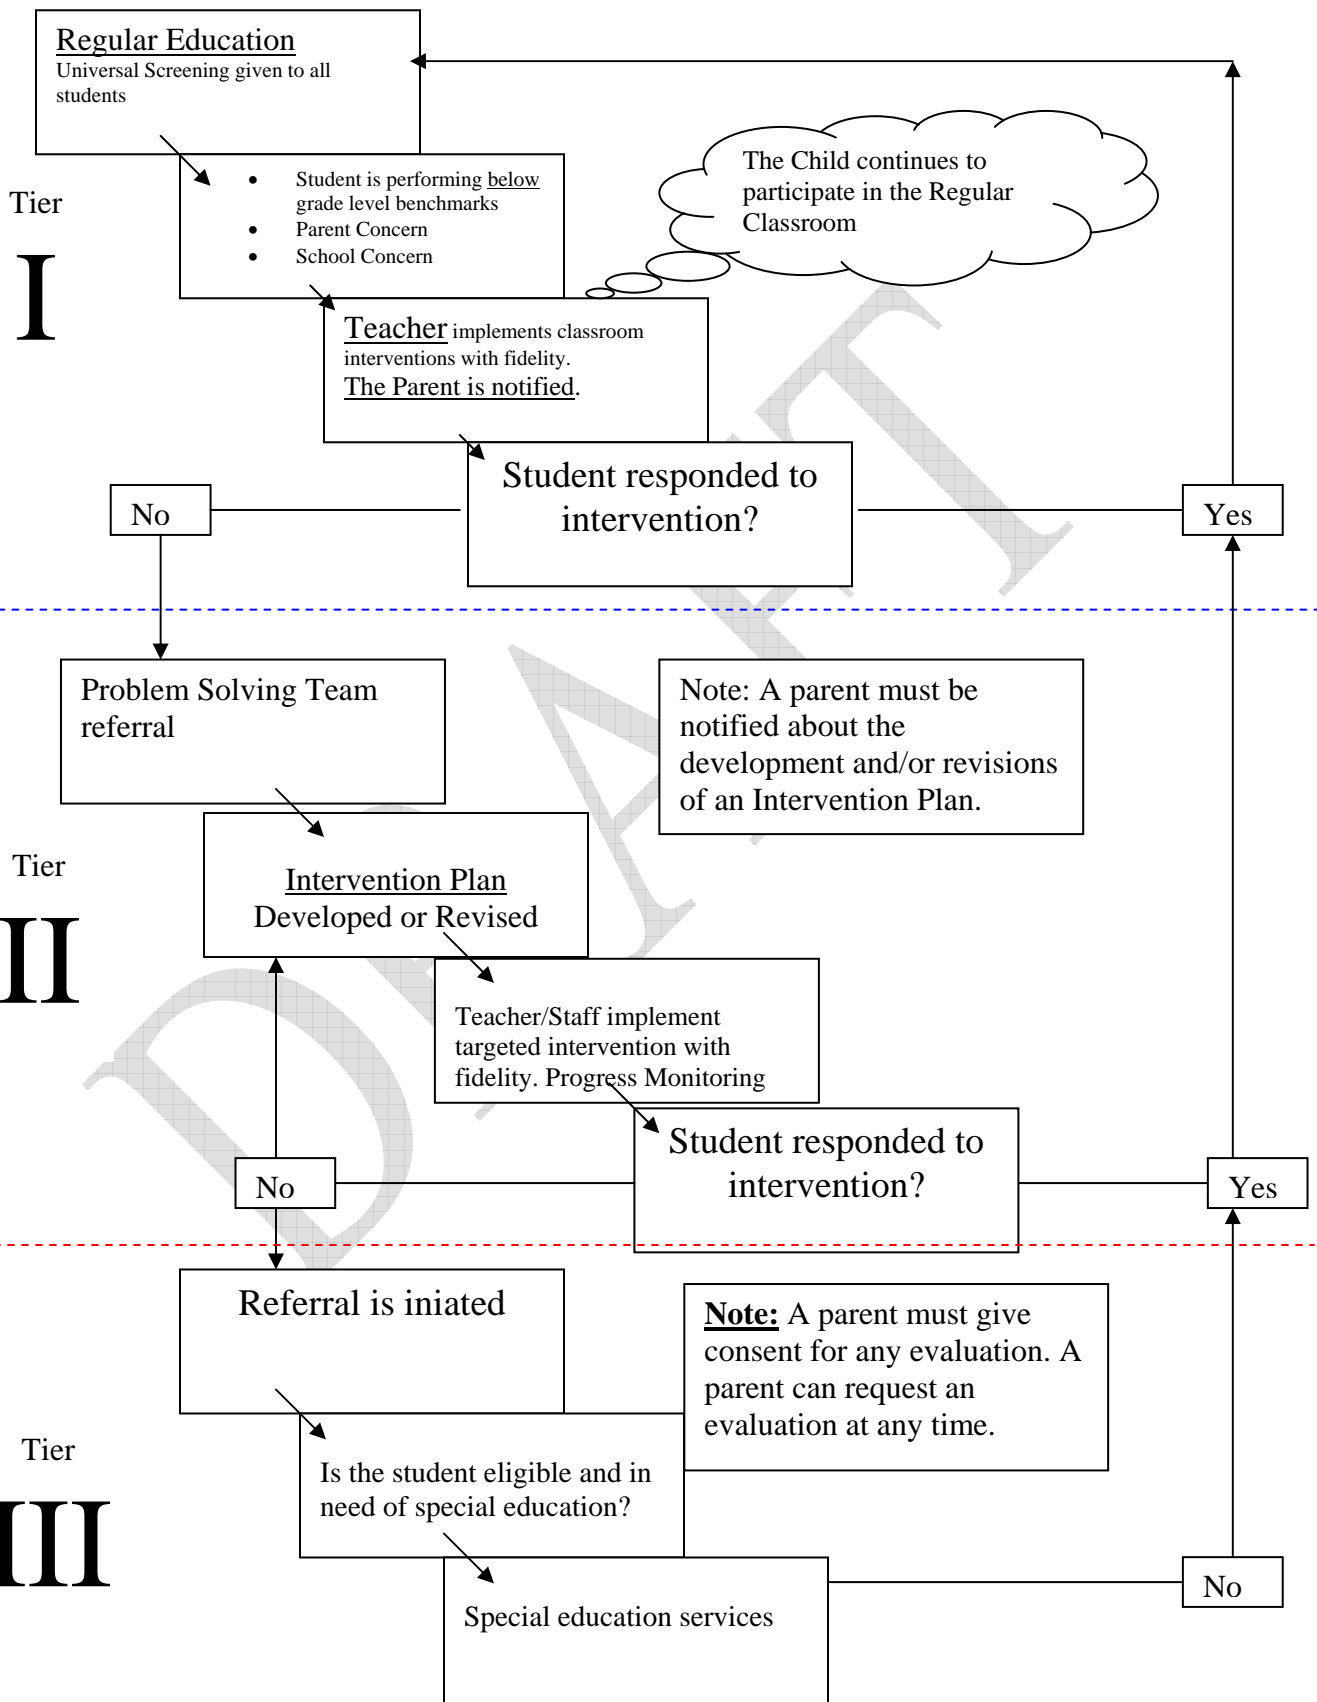 Regular Education
Universal Screening given to all
students
• Student is performing below
grade level benchmarks
• Parent Concern
• School Concern
The Child continues to
participate in the Regular
Classroom
Tier
I
Teacher implements classroom
interventions with fidelity.
The Parent is notified.
Student responded to
intervention?
No
Yes
Problem Solving Team
referral
Note: A parent must be
notified about the
development and/or revisions
of an Intervention Plan.
Tier
II
Intervention Plan
Developed or Revised
Teacher/Staff implement
targeted intervention with
fidelity. Progress Monitoring
Student responded to
intervention?
No
Yes
Referral is iniated
Note: A parent must give
consent for any evaluation. A
parent can request an
evaluation at any time.
Tier
III
Is the student eligible and in
need of special education?
Special education services
No
DRAFT